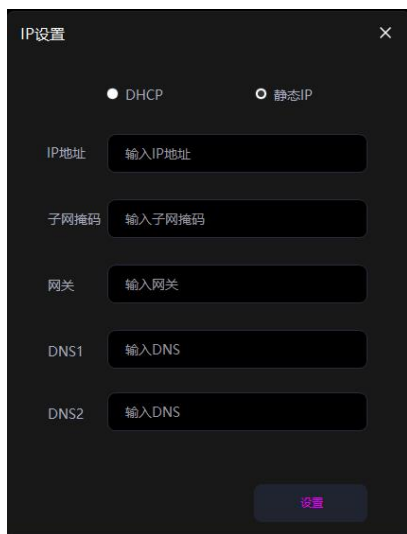 IP设置
DHCP 静态IP
IP地址 输入IP地址
子网掩码 输入子网掩码
网关 输入网关
DNS1 输入DNS
DNS2 输入DNS
设置